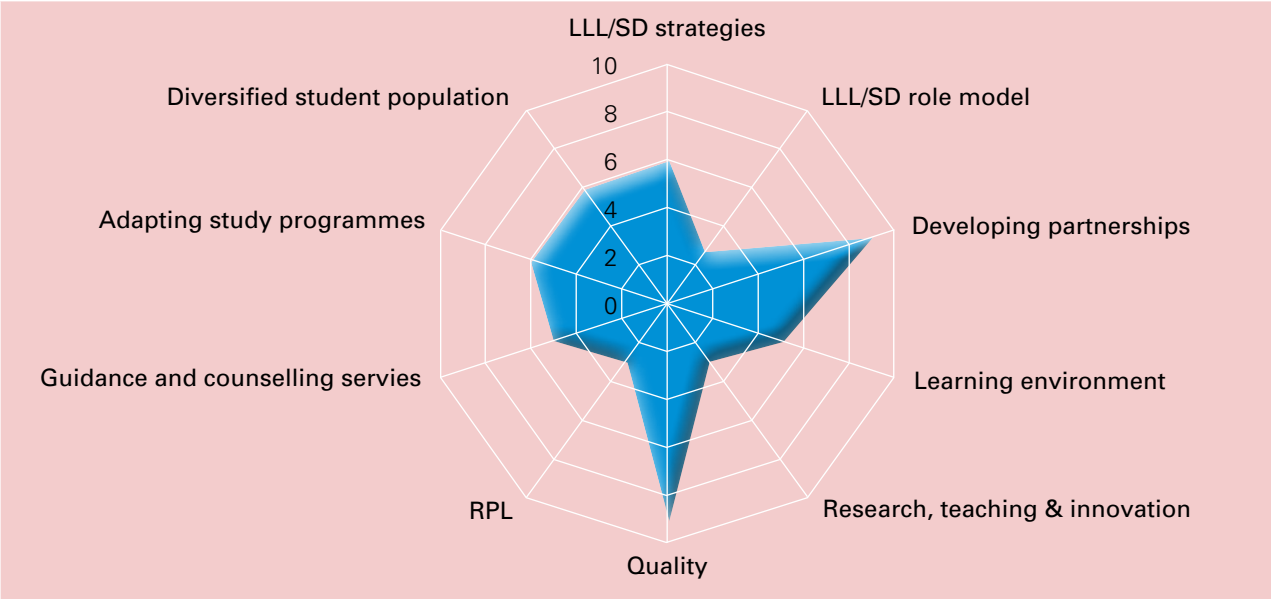 LLL/SD strategies
10
Diversified student population
LLL/SD role model
8
6
4
Adapting study programmes
Developing partnerships
2
0
Guidance and counselling servies
Learning environment
RPL
Research, teaching & innovation
Quality